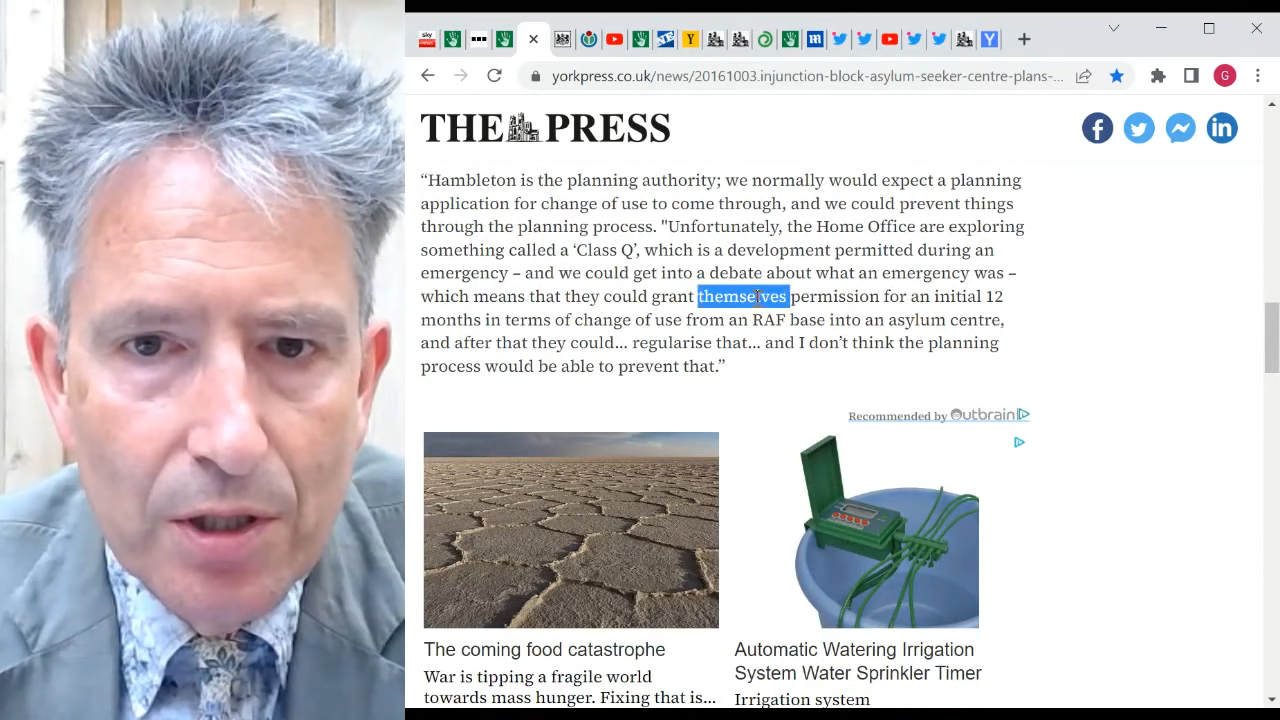 yorkpress.co.uk/news/20161003.injunction-block-asylum-seeker-centre-plans-...
THE PRESS
“Hambleton is the planning authority; we normally would expect a planning
application for change of use to come through, and we could prevent things
through the planning process. "Unfortunately, the Home Office are exploring
something called a ‘Class Q’, which is a development permitted during an
emergency – and we could get into a debate about what an emergency was –
which means that they could grant themselves permission for an initial 12
months in terms of change of use from an RAF base into an asylum centre,
and after that they could... regularise that... and I don’t think the planning
process would be able to prevent that.”
Recommended by Outbrain
The coming food catastrophe
War is tipping a fragile world
towards mass hunger. Fixing that is...
Automatic Watering Irrigation
System Water Sprinkler Timer
Irrigation system